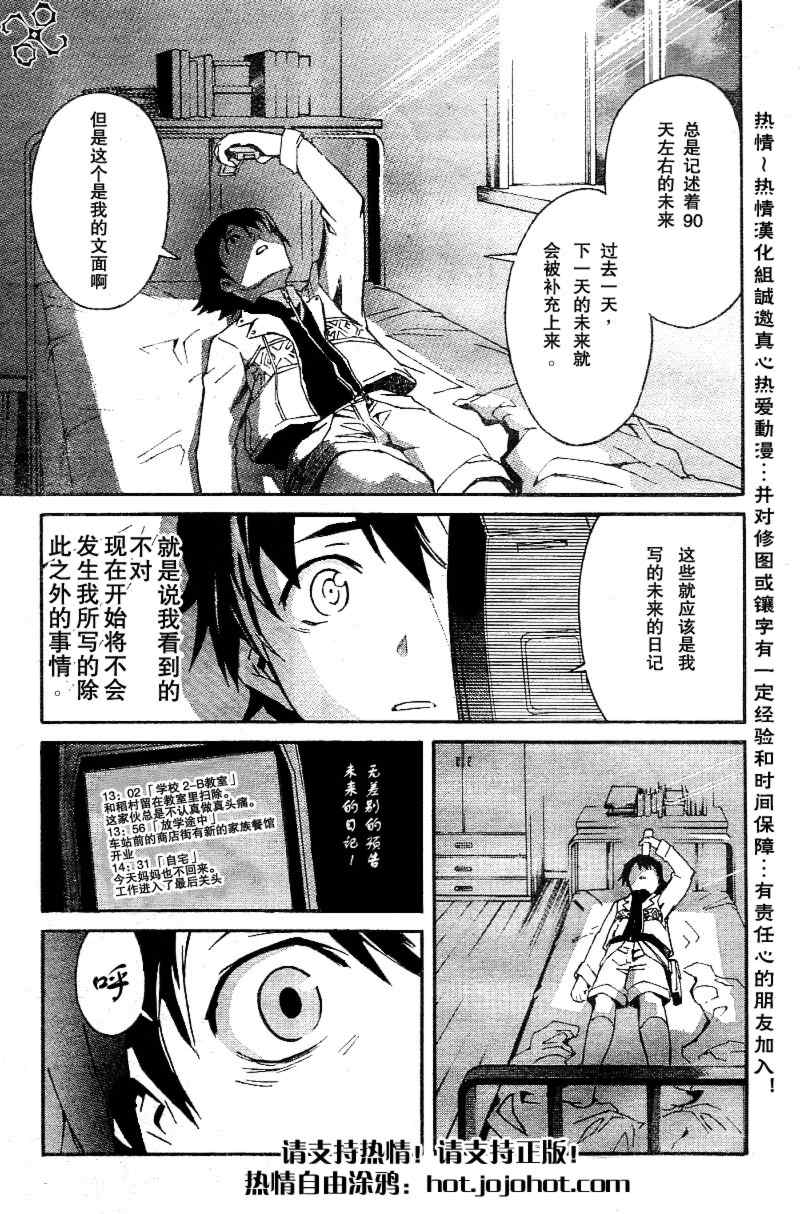 总是记述着90
天左右的未来
过去一天，
下一天的未来就
会被补充上来。
但是这个是我的文面啊
这些就应该是我
写的未来的日记
就是说我看到的
不对
现在开始将不会
发生我所写的除
此之外的事情。
无差别的预告
未来的日记！
13：02「学校 2-B教室」
和稻村留在教室里扫除。
这家伙总是不认真做真头痛。
13：56「放学途中」
车站前的商店街有新的家族餐馆
开业
14：31「自宅」
今天妈妈也不回来。
工作进入了最后关头
呼
热情～热情漢化組誠邀真心热爱動漫…并对修图或镶字有一定经验和时间保障…有责任心的朋友加入！
请支持热情！请支持正版！
热情自由涂鸦：hot.jojohot.com